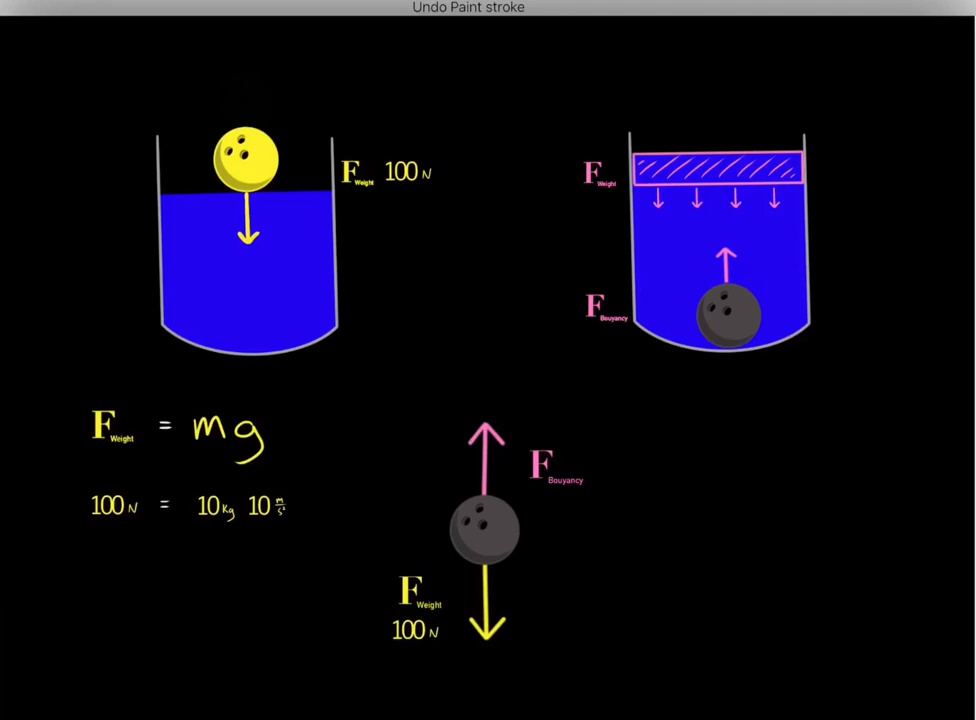 Undo Paint stroke
F Weight 100 N
F Weight
F Bouyancy
F Weight = mg
100 N = 10 Kg 10 m/s²
F Bouyancy
F Weight
100 N